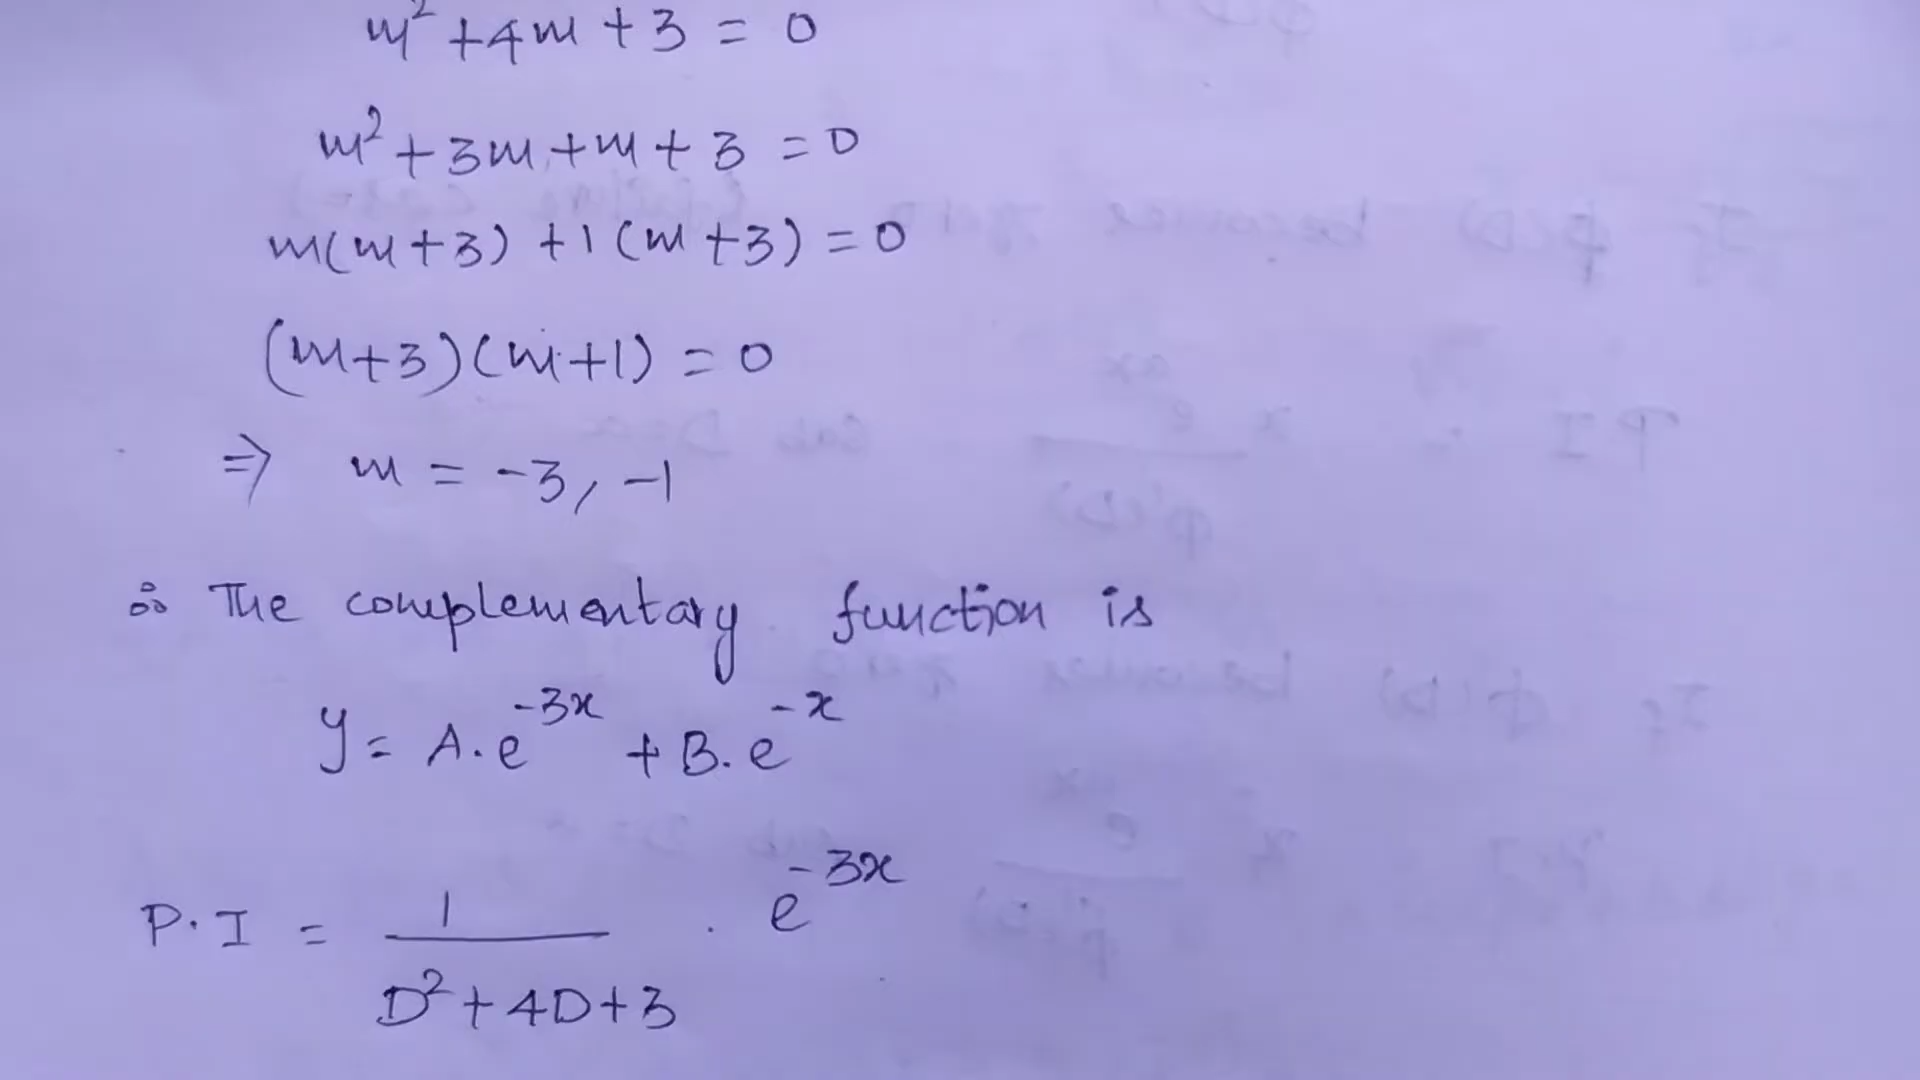 m² + 4m + 3 = 0
m² + 3m + m + 3 = 0
m(m+3) + 1(m+3) = 0
(m+3)(m+1) = 0
⇒ m = -3, -1
∴ The complementary function is
y = A.e^{-3x} + B.e^{-x}
P.I = \frac{1}{D² + 4D + 3} . e^{-3x}